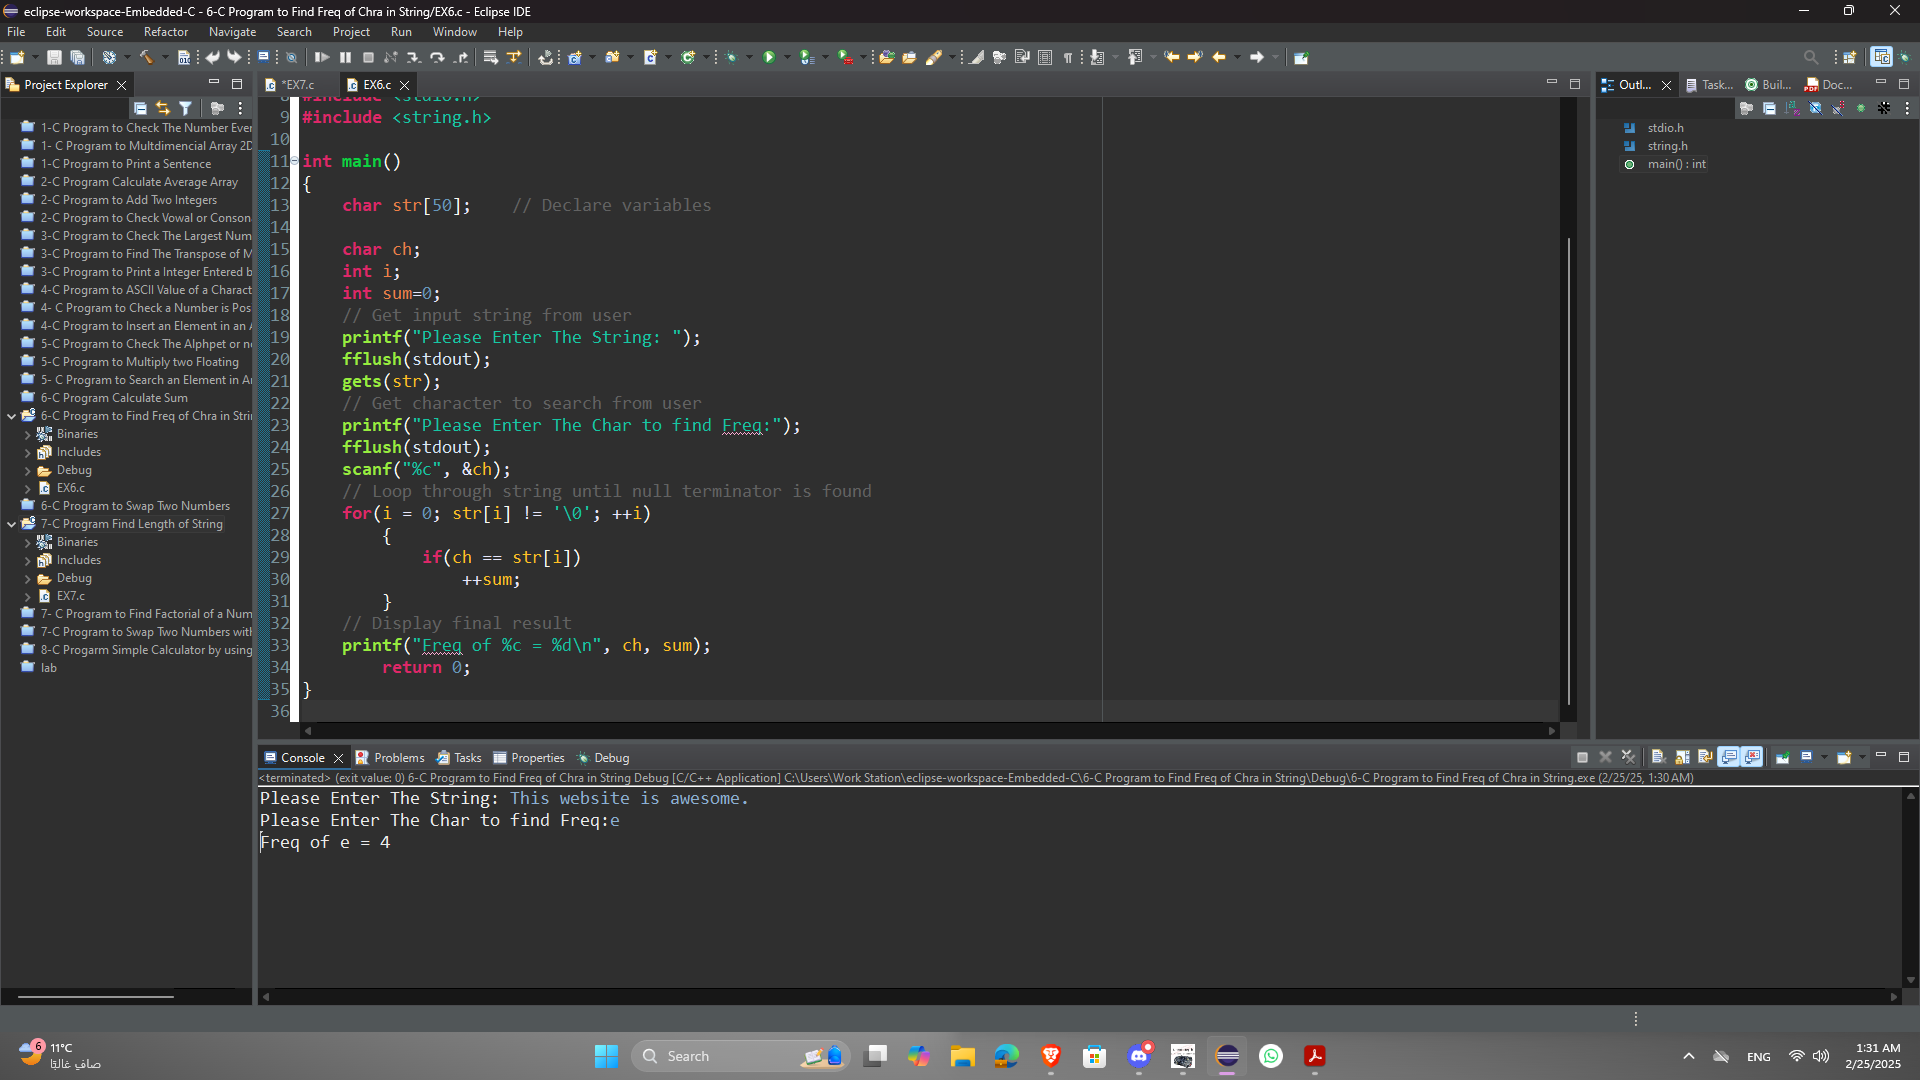 eclipse-workspace-Embedded-C - 6-C Program to Find Freq of Chra in String/EX6.c - Eclipse IDE
File Edit Source Refactor Navigate Search Project Run Window Help
Project Explorer
*EX7.c
EX6.c
Outl...
Task...
Buil...
Doc...
1-C Program to Check The Number Ever
1- C Program to Multdimencial Array 2D
1-C Program to Print a Sentence
2-C Program Calculate Average Array
2-C Program to Add Two Integers
2-C Program to Check Vowal or Conson
3-C Program to Check The Largest Num
3-C Program to Find The Transpose of M
3-C Program to Print a Integer Entered b
4-C Program to ASCII Value of a Charact
4- C Program to Check a Number is Pos
4-C Program to Insert an Element in an A
5-C Program to Check The Alphpet or n
5-C Program to Multiply two Floating
5- C Program to Search an Element in A
6-C Program Calculate Sum
6-C Program to Find Freq of Chra in Stri
Binaries
Includes
Debug
EX6.c
6-C Program to Swap Two Numbers
7-C Program Find Length of String
Binaries
Includes
Debug
EX7.c
7- C Program to Find Factorial of a Num
7-C Program to Swap Two Numbers wit
8-C Progarm Simple Calculator by using
lab
8 #include <stdio.h>
9 #include <string.h>
10
11 int main()
12 {
13 char str[50]; // Declare variables
14
15 char ch;
16 int i;
17 int sum=0;
18 // Get input string from user
19 printf("Please Enter The String: ");
20 fflush(stdout);
21 gets(str);
22 // Get character to search from user
23 printf("Please Enter The Char to find Freq:");
24 fflush(stdout);
25 scanf("%c", &ch);
26 // Loop through string until null terminator is found
27 for(i = 0; str[i] != '\0'; ++i)
28 {
29 if(ch == str[i])
30 ++sum;
31 }
32 // Display final result
33 printf("Freq of %c = %d\n", ch, sum);
34 return 0;
35 }
36
stdio.h
string.h
main() : int
Console
Problems
Tasks
Properties
Debug
<terminated> (exit value: 0) 6-C Program to Find Freq of Chra in String Debug [C/C++ Application] C:\Users\Work Station\eclipse-workspace-Embedded-C\6-C Program to Find Freq of Chra in String\Debug\6-C Program to Find Freq of Chra in String.exe (2/25/25, 1:30 AM)
Please Enter The String: This website is awesome.
Please Enter The Char to find Freq:e
Freq of e = 4
6
11°C
صافٍ غالبًا
Search
ENG
1:31 AM
2/25/2025